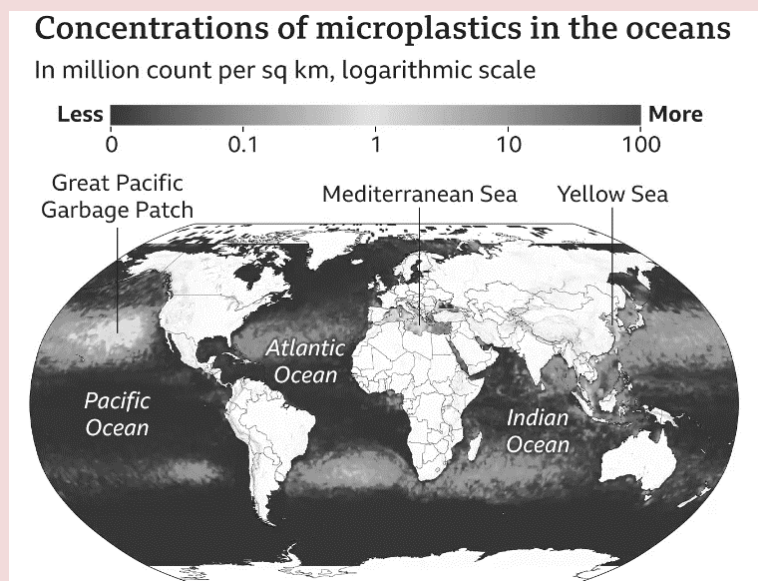 Concentrations of microplastics in the oceans
In million count per sq km, logarithmic scale
Less More
0 0.1 1 10 100
Great Pacific
Garbage Patch
Mediterranean Sea
Yellow Sea
Atlantic
Ocean
Pacific
Ocean
Indian
Ocean